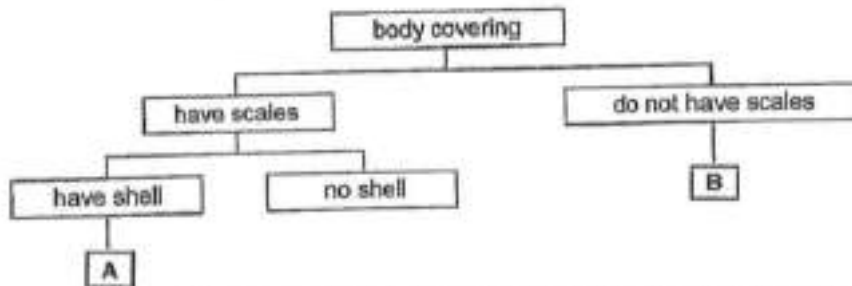 body covering
have scales
do not have scales
have shell
no shell
B
A